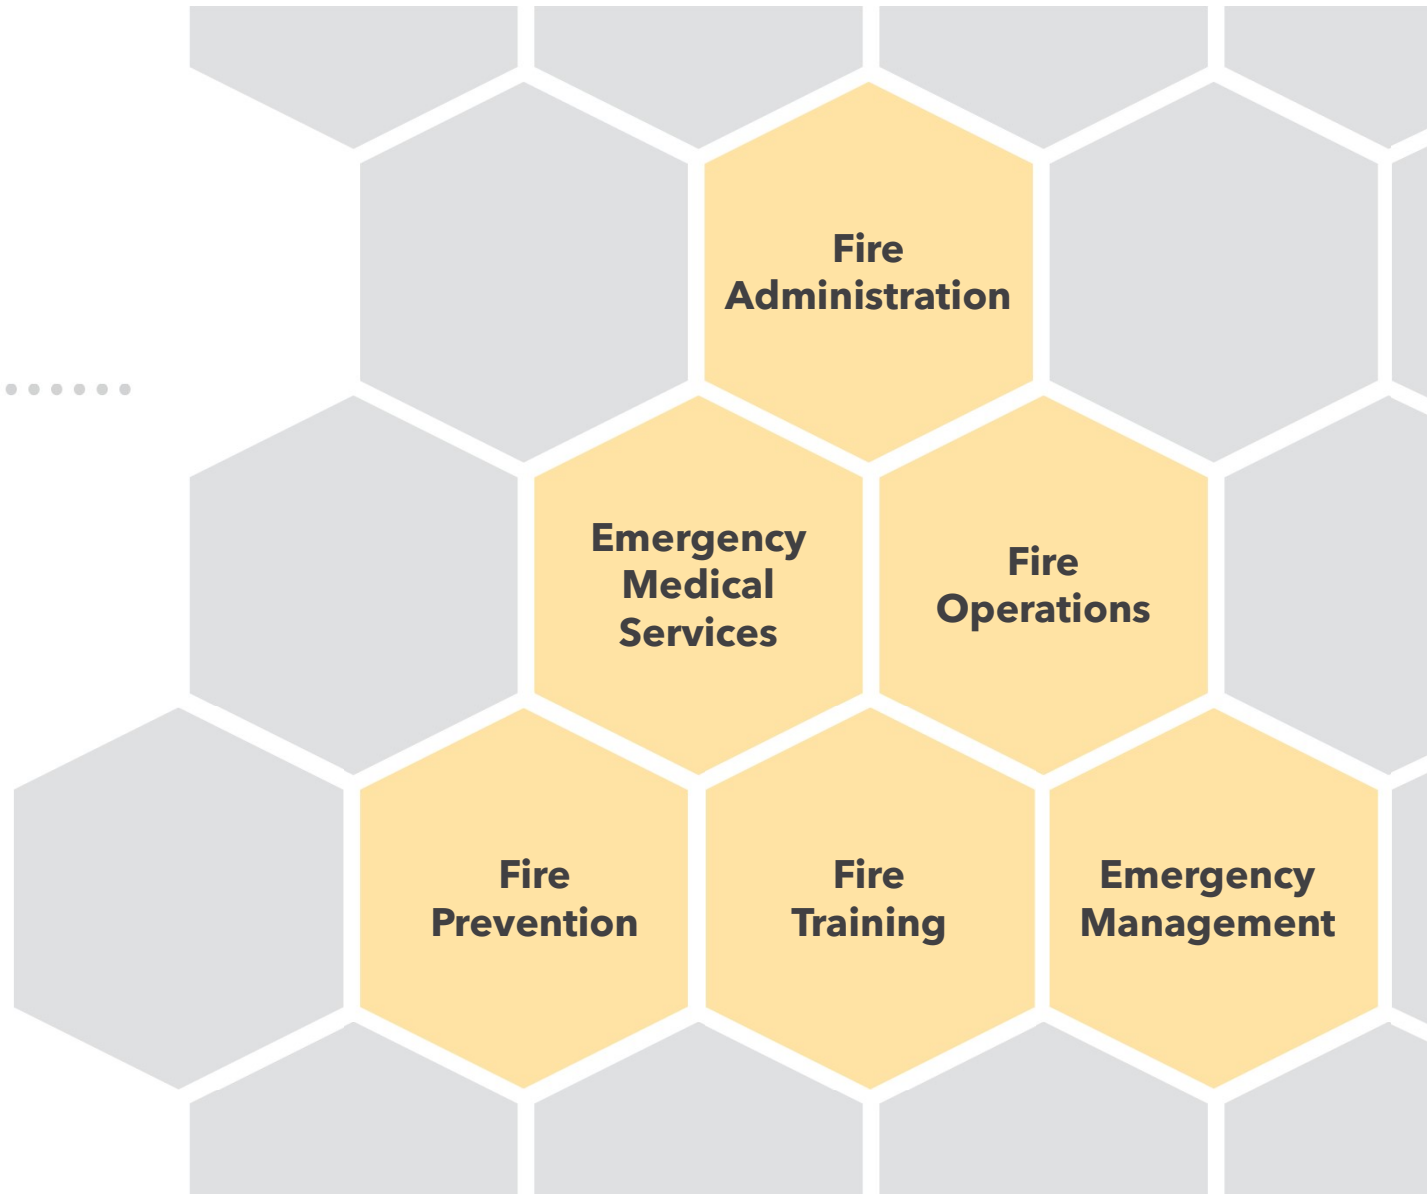 Fire
Administration
Emergency
Medical
Services
Fire
Operations
Fire
Prevention
Fire
Training
Emergency
Management